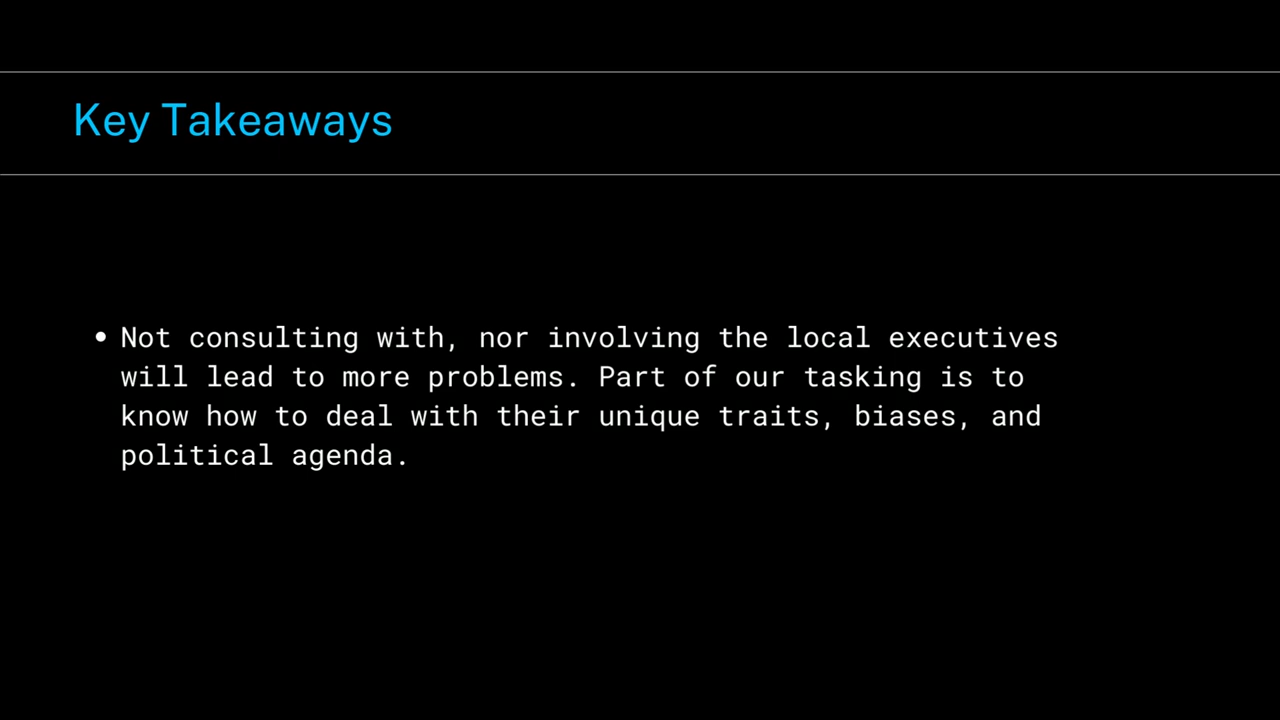 Key Takeaways
• Not consulting with, nor involving the local executives
will lead to more problems. Part of our tasking is to
know how to deal with their unique traits, biases, and
political agenda.